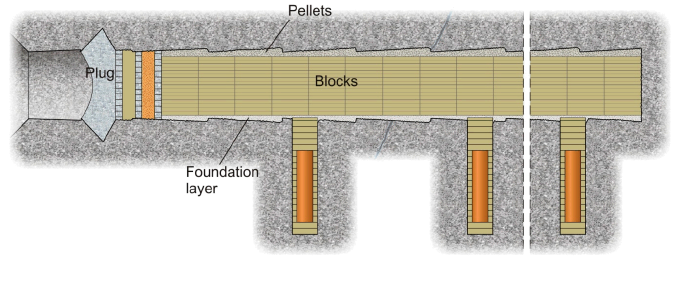 Pellets
Plug
Blocks
Foundation
layer